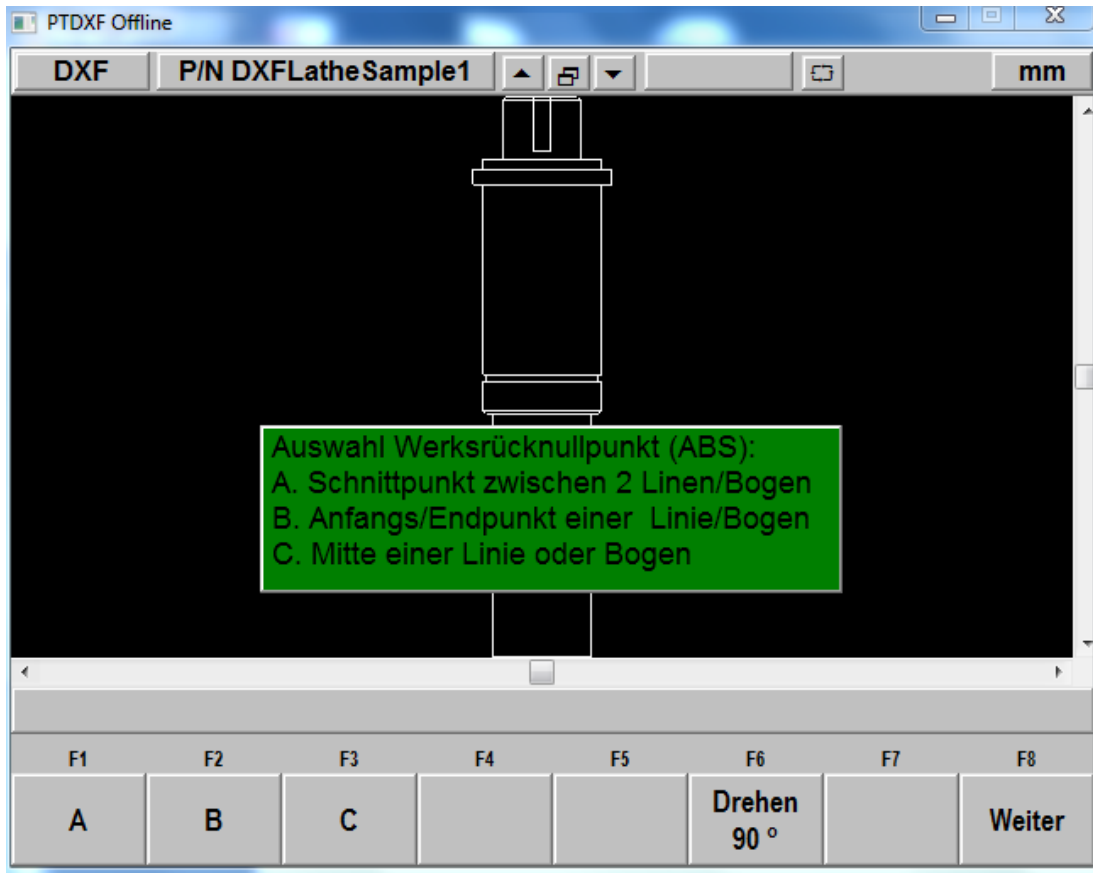 PTDXF Offline
DXF P/N DXFLatheSample1 mm
Auswahl Werksrücknullpunkt (ABS):
A. Schnittpunkt zwischen 2 Linen/Bogen
B. Anfangs/Endpunkt einer  Linie/Bogen
C. Mitte einer Linie oder Bogen
F1 F2 F3 F4 F5 F6 F7 F8
A B C Drehen 90 º Weiter